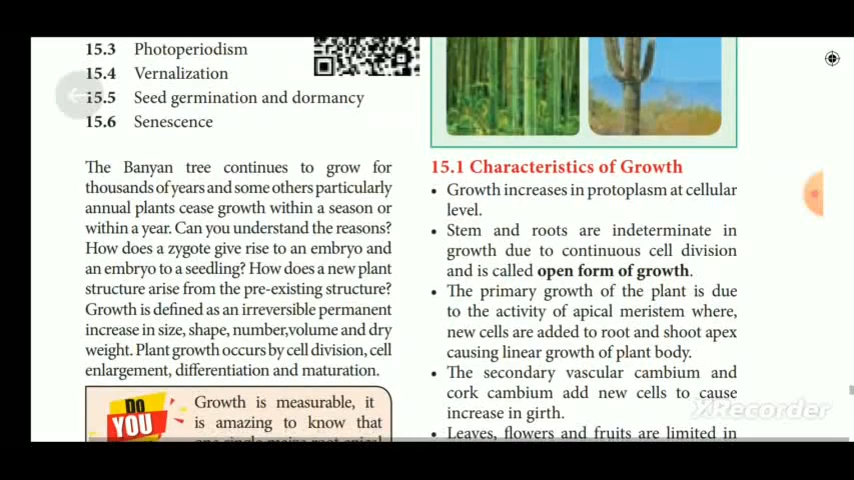 15.3 Photoperiodism
15.4 Vernalization
15.5 Seed germination and dormancy
15.6 Senescence
The Banyan tree continues to grow for
thousands of years and some others particularly
annual plants cease growth within a season or
within a year. Can you understand the reasons?
How does a zygote give rise to an embryo and
an embryo to a seedling? How does a new plant
structure arise from the pre-existing structure?
Growth is defined as an irreversible permanent
increase in size, shape, number,volume and dry
weight. Plant growth occurs by cell division, cell
enlargement, differentiation and maturation.
DO
YOU
Growth is measurable, it
is amazing to know that
one single maize root apical
15.1 Characteristics of Growth
• Growth increases in protoplasm at cellular
level.
• Stem and roots are indeterminate in
growth due to continuous cell division
and is called open form of growth.
• The primary growth of the plant is due
to the activity of apical meristem where,
new cells are added to root and shoot apex
causing linear growth of plant body.
• The secondary vascular cambium and
cork cambium add new cells to cause
increase in girth.
• Leaves, flowers and fruits are limited in
XRecorder